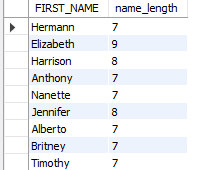 FIRST_NAME name_length
Hermann 7
Elizabeth 9
Harrison 8
Anthony 7
Nanette 7
Jennifer 8
Alberto 7
Britney 7
Timothy 7